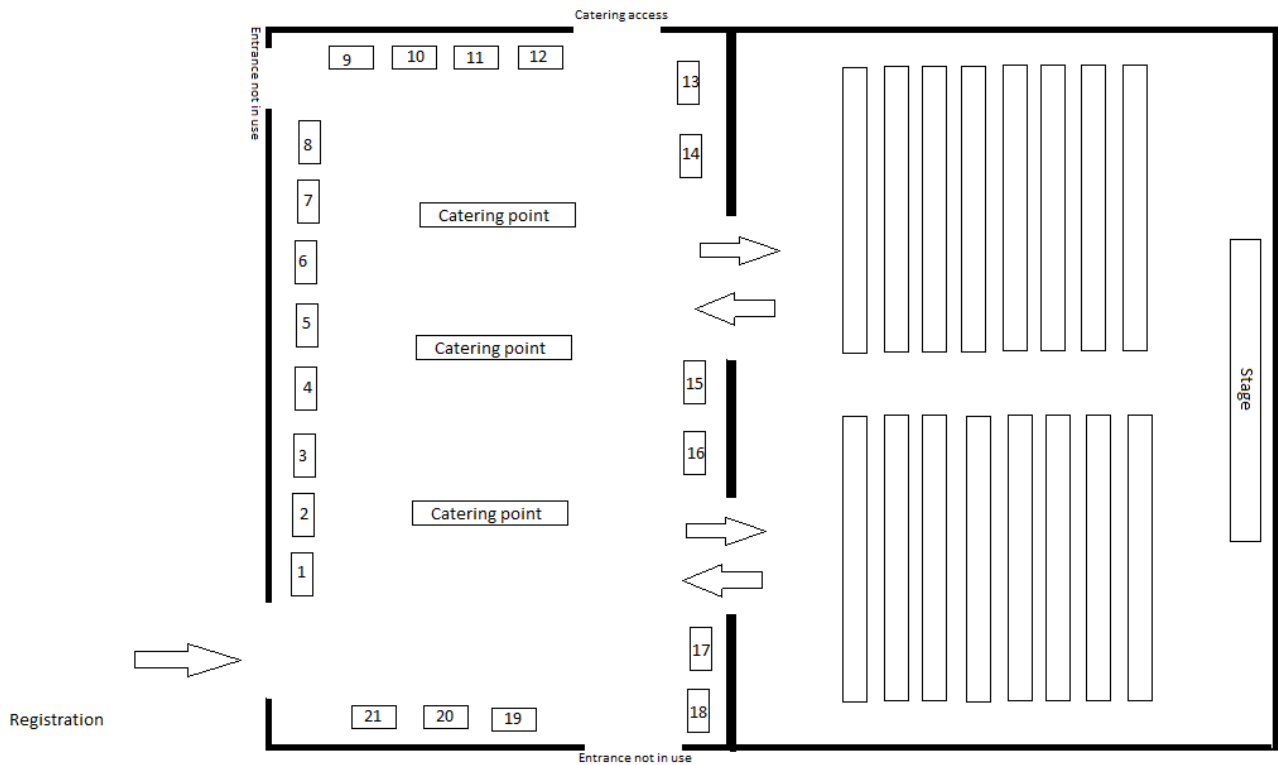 Catering access
Entrance not in use
9
10
11
12
13
8
14
7
Catering point
6
5
Catering point
15
4
Stage
3
16
2
Catering point
1
17
Registration
21
20
19
18
Entrance not in use